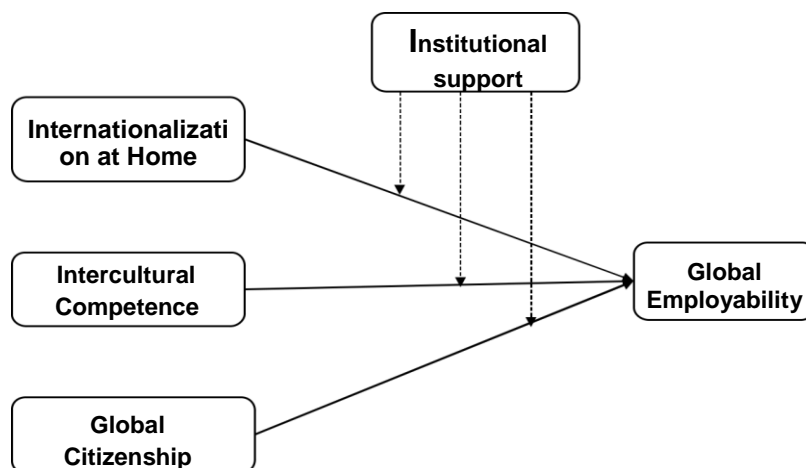 Institutional
support
Internationalizati
on at Home
Intercultural
Competence
Global
Employability
Global
Citizenship